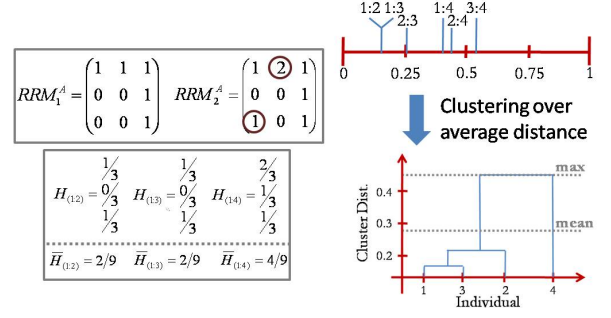 1:2 1:3 1:4 3:4
2:3 2:4
0 0.25 0.5 0.75 1
RRM₁ᴬ = (1 1 1
0 0 1
0 0 1)
RRM₂ᴬ = (1 2 1
0 0 1
1 0 1)
Clustering over
average distance
H(1:2) = 1/3 0/3 1/3
H(1:3) = 1/3 0/3 1/3
H(14) = 2/3 1/3 1/3
H̅(1:2) = 2/9 H̅(1:3) = 2/9 H̅(1:4) = 4/9
max
mean
Cluster Dist.
0.4
0.3
0.2
1 3 2 4
Individual